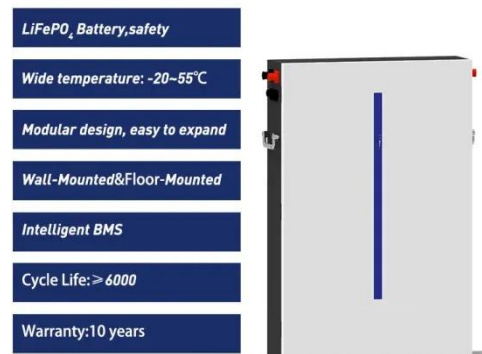 LiFePO₄ Battery,safety
Wide temperature: -20~55℃
Modular design, easy to expand
Wall-Mounted&Floor-Mounted
Intelligent BMS
Cycle Life:≥6000
Warranty:10 years